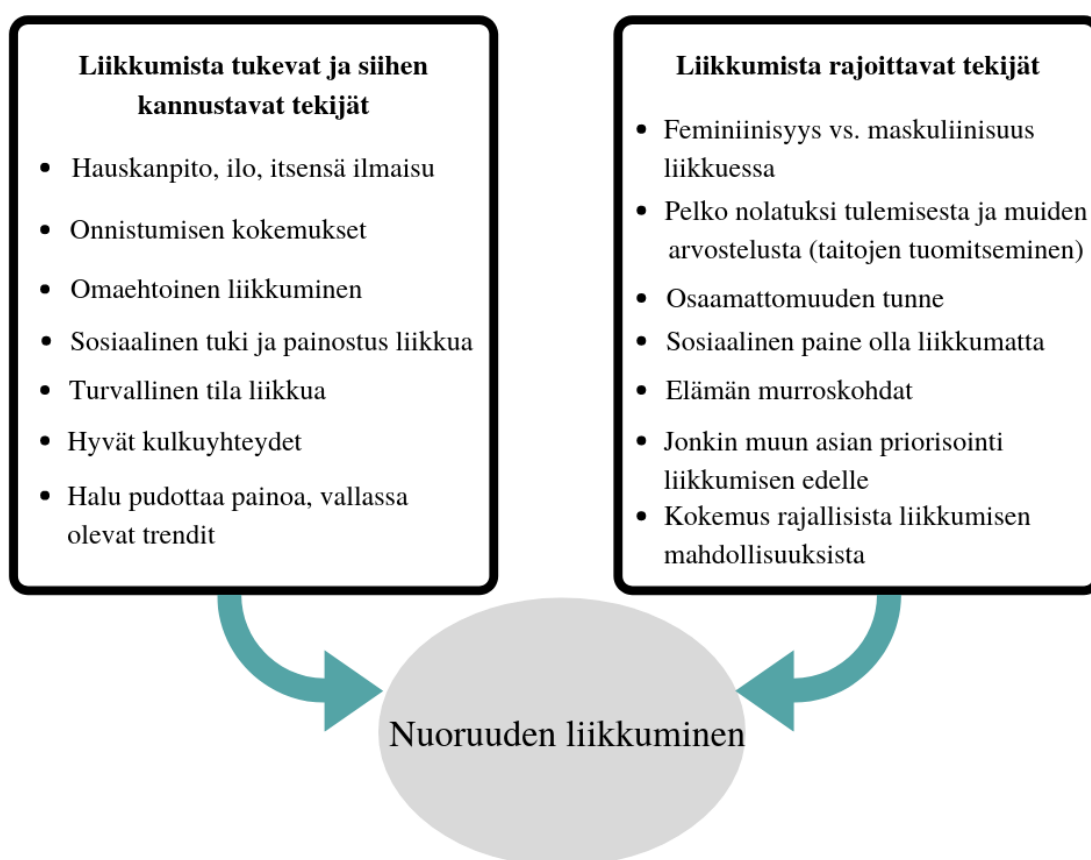 Liikkumista tukevat ja siihen
kannustavat tekijät
• Hauskanpito, ilo, itsensä ilmaisu
• Onnistumisen kokemukset
• Omaehtoinen liikkuminen
• Sosiaalinen tuki ja painostus liikkua
• Turvallinen tila liikkua
• Hyvät kulkuyhteydet
• Halu pudottaa painoa, vallassa
olevat trendit
Liikkumista rajoittavat tekijät
• Feminiinisyys vs. maskuliinisuus
liikkuessa
• Pelko nolatuksi tulemisesta ja muiden
arvostelusta (taitojen tuomitseminen)
• Osaamattomuuden tunne
• Sosiaalinen paine olla liikkumatta
• Elämän murroskohdat
• Jonkin muun asian priorisointi
liikkumisen edelle
• Kokemus rajallisista liikkumisen
mahdollisuuksista
Nuoruuden liikkuminen